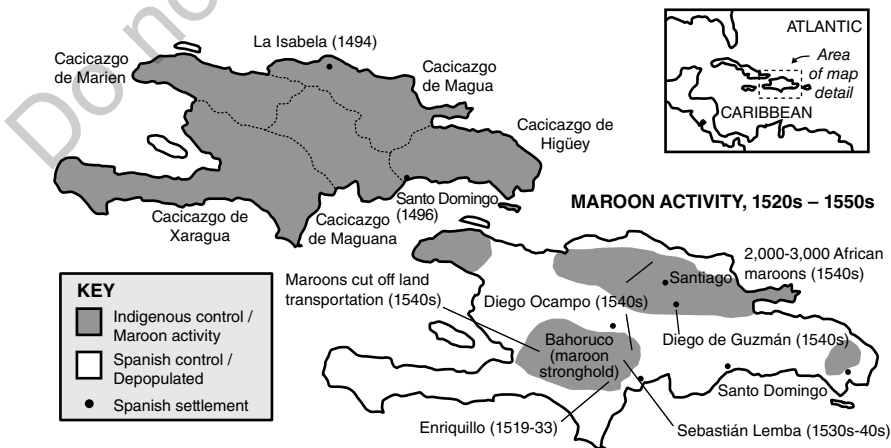 Do no
La Isabela (1494)
Cacicazgo
de Marien
Cacicazgo
de Magua
Cacicazgo de
Higüey
Santo Domingo
(1496)
Cacicazgo de
Xaragua
Cacicazgo
de Maguana
ATLANTIC
Area
of map
detail
CARIBBEAN
MAROON ACTIVITY, 1520s – 1550s
2,000-3,000 African
maroons (1540s)
Santiago
Maroons cut off land
transportation (1540s)
Diego Ocampo (1540s)
Bahoruco
(maroon
stronghold)
Diego de Guzmán (1540s)
Santo Domingo
Enriquillo (1519-33)
Sebastián Lemba (1530s-40s)
KEY
Indigenous control /
Maroon activity
Spanish control /
Depopulated
Spanish settlement